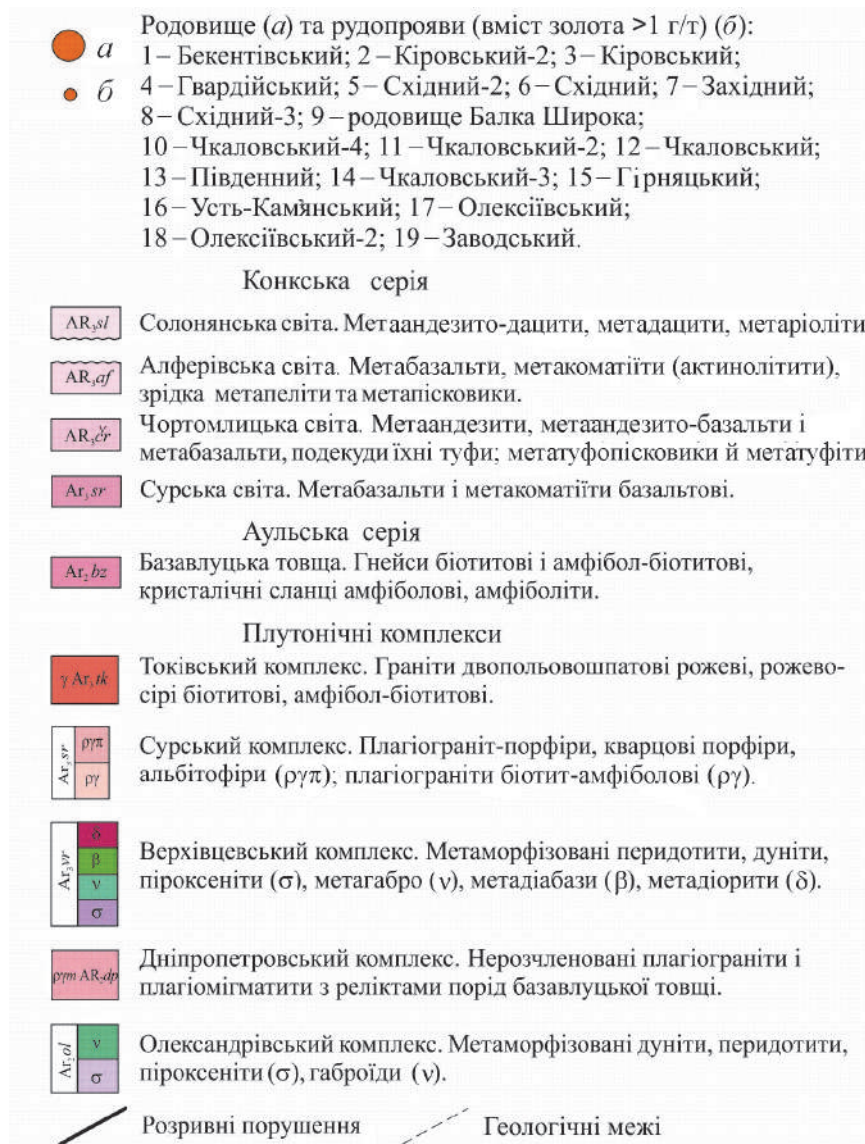 а
б
Родовище (а) та рудопрояви (вміст золота >1 г/т) (б):
1 – Бекентівський; 2 – Кіровський-2; 3 – Кіровський;
4 – Гвардійський; 5 – Східний-2; 6 – Східний; 7 – Західний;
8 – Східний-3; 9 – родовище Балка Широка;
10 – Чкаловський-4; 11 – Чкаловський-2; 12 – Чкаловський;
13 – Південний; 14 – Чкаловський-3; 15 – Гірняцький;
16 – Усть-Кам'янський; 17 – Олексіївський;
18 – Олексіївський-2; 19 – Заводський.
Конкська серія
AR₃sl Солонянська світа. Метаандезито-дацити, метадацити, метаріоліти
AR₃af Алферівська світа. Метабазальти, метакоматіїти (актинолітити),
зрідка метапеліти та метапісковики.
AR₃čr Чортомлицька світа. Метаандезити, метаандезито-базальти і
метабазальти, подекуди їхні туфи; метатуфопісковики й метатуфіти
Ar₃sr Сурська світа. Метабазальти і метакоматіїти базальтові.
Аульська серія
Ar₂bz Базавлуцька товща. Гнейси біотитові і амфібол-біотитові,
кристалічні сланці амфіболові, амфіболіти.
Плутонічні комплекси
γ Ar₃tk Токівський комплекс. Граніти двопольовошпатові рожеві, рожево-
сірі біотитові, амфібол-біотитові.
Ar₃sr ργπ ργ Сурський комплекс. Плагіограніт-порфіри, кварцові порфіри,
альбітофіри (ργπ); плагіограніти біотит-амфіболові (ργ).
Ar₃vr δ β ν σ Верхівцевський комплекс. Метаморфізовані перидотити, дуніти,
піроксеніти (σ), метагабро (ν), метадіабази (β), метадіорити (δ).
ργm AR₂dp Дніпропетровський комплекс. Нерозчленовані плагіограніти і
плагіомігматити з реліктами порід базавлуцької товщі.
Ar₂ol ν σ Олександрівський комплекс. Метаморфізовані дуніти, перидотити,
піроксеніти (σ), габроїди (ν).
Розривні порушення Геологічні межі